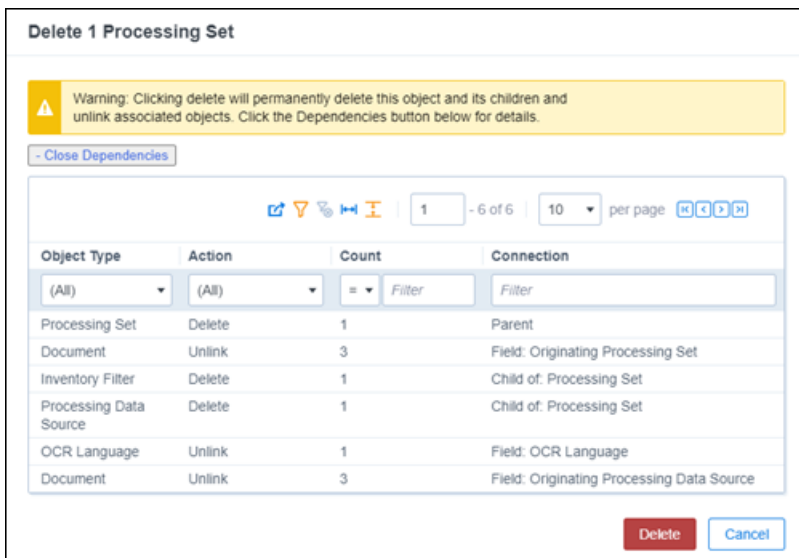 Delete 1 Processing Set
Warning: Clicking delete will permanently delete this object and its children and
unlink associated objects. Click the Dependencies button below for details.
- Close Dependencies
1 - 6 of 6 10 per page
Object Type Action Count Connection
(All) (All) = Filter Filter
Processing Set Delete 1 Parent
Document Unlink 3 Field: Originating Processing Set
Inventory Filter Delete 1 Child of: Processing Set
Processing Data Delete 1 Child of: Processing Set
Source
OCR Language Unlink 1 Field: OCR Language
Document Unlink 3 Field: Originating Processing Data Source
Delete Cancel